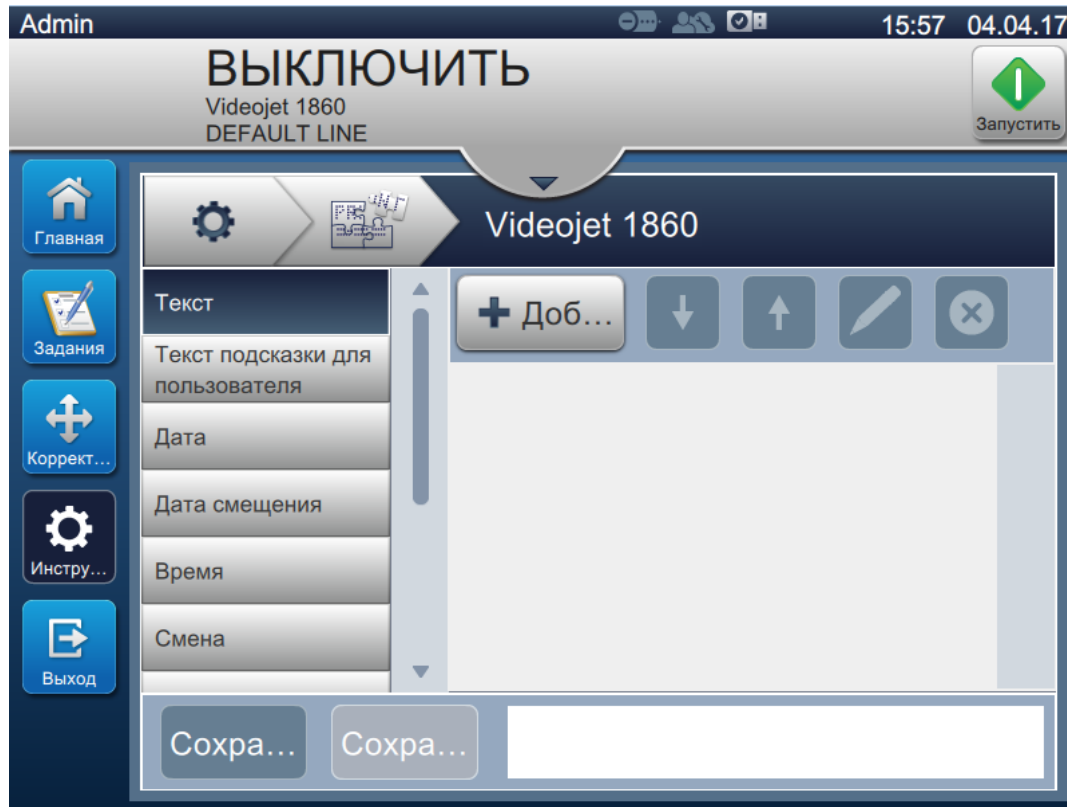 Admin
15:57 04.04.17
ВЫКЛЮЧИТЬ
Videojet 1860
DEFAULT LINE
Запустить
Главная
Задания
Коррект...
Инстру...
Выход
Videojet 1860
Текст
Текст подсказки для
пользователя
Дата
Дата смещения
Время
Смена
Доб...
Сохра...
Сохра...